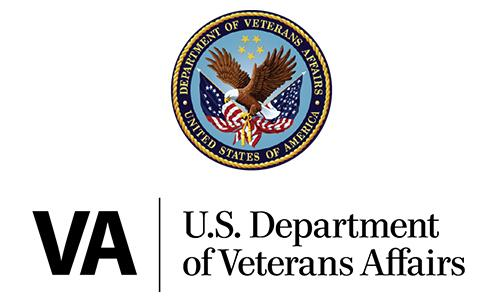 DEPARTMENT OF VETERANS AFFAIRS
UNITED STATES OF AMERICA
VA
U.S. Department
of Veterans Affairs